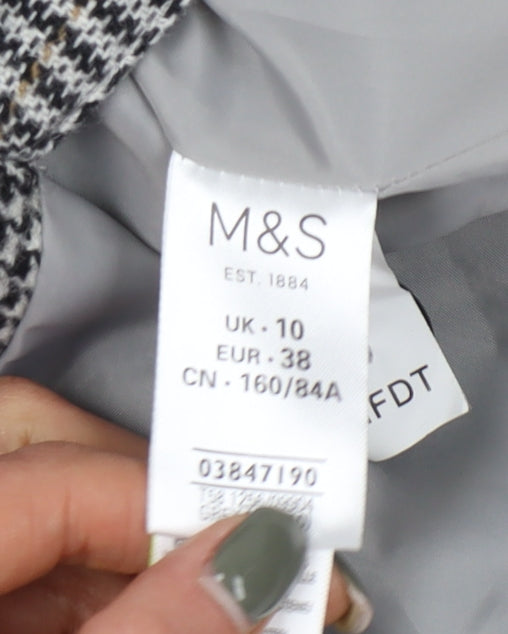 M&S
EST. 1884
UK · 10
EUR · 38
CN · 160/84A
03847190
FDT